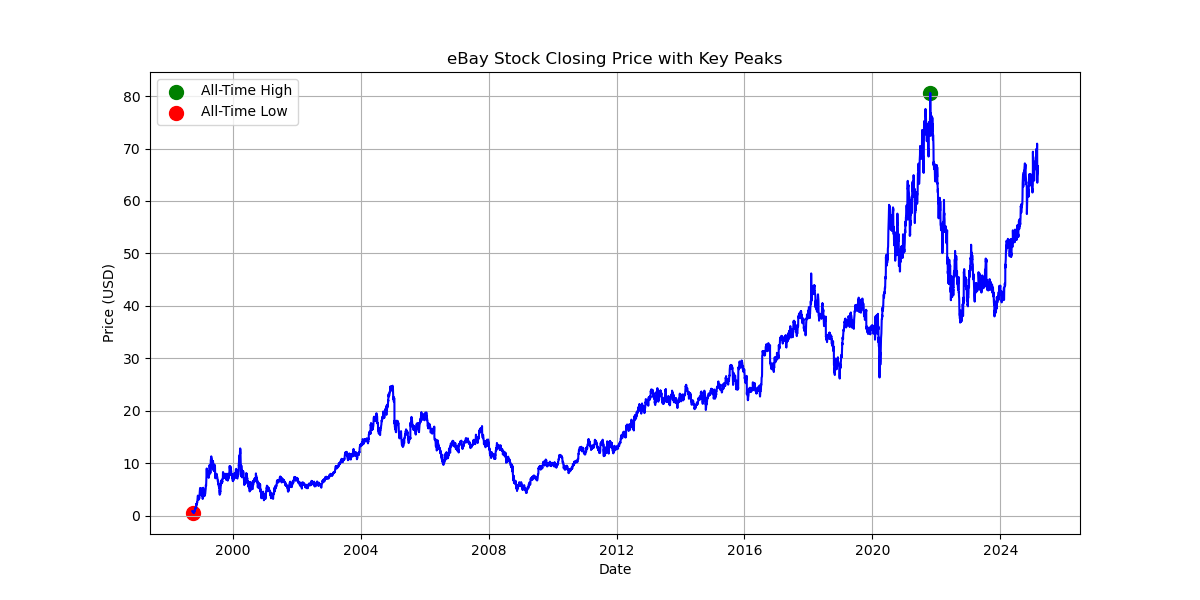 eBay Stock Closing Price with Key Peaks
All-Time High
All-Time Low
Price (USD)
80
70
60
50
40
30
20
10
0
2000 2004 2008 2012 2016 2020 2024
Date